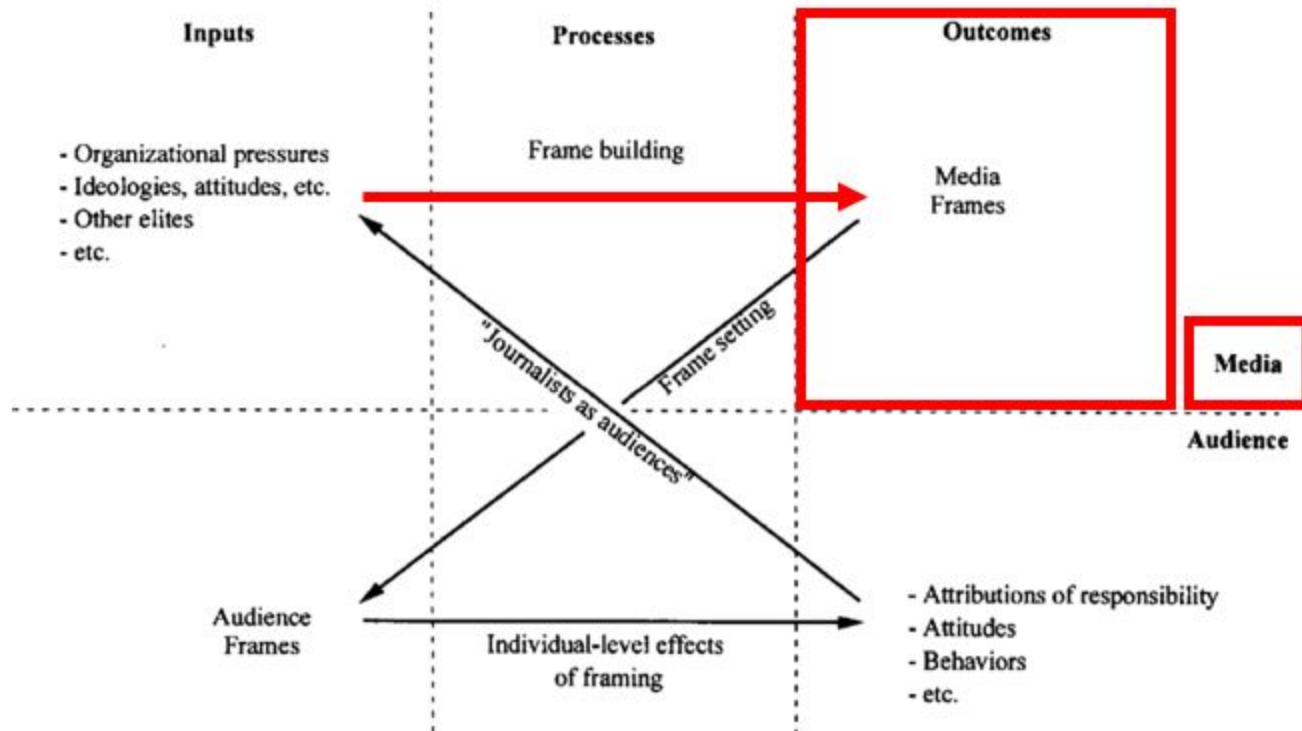 Inputs
Processes
Outcomes
- Organizational pressures
- Ideologies, attitudes, etc.
- Other elites
- etc.
Frame building
Media
Frames
"Journalists as audiences"
Frame setting
Media
Audience
Audience
Frames
Individual-level effects
of framing
- Attributions of responsibility
- Attitudes
- Behaviors
- etc.